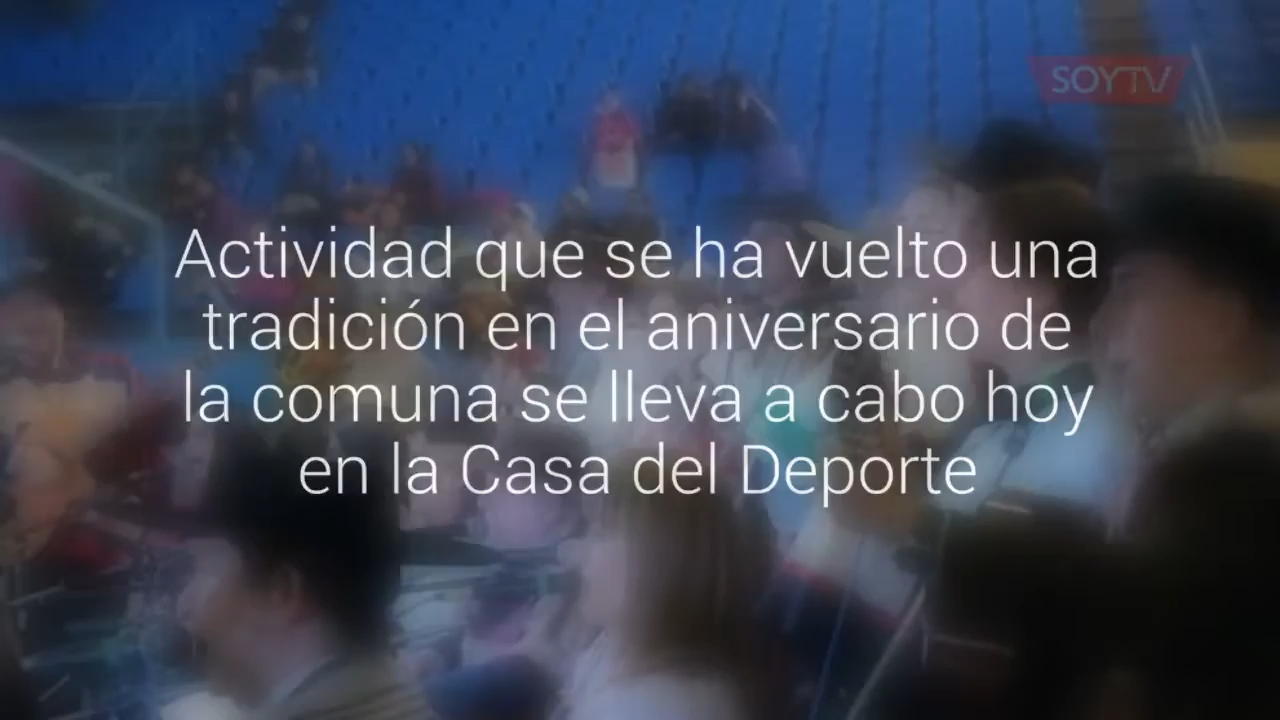 SOYTV
Actividad que se ha vuelto una
tradición en el aniversario de
la comuna se lleva a cabo hoy
en la Casa del Deporte